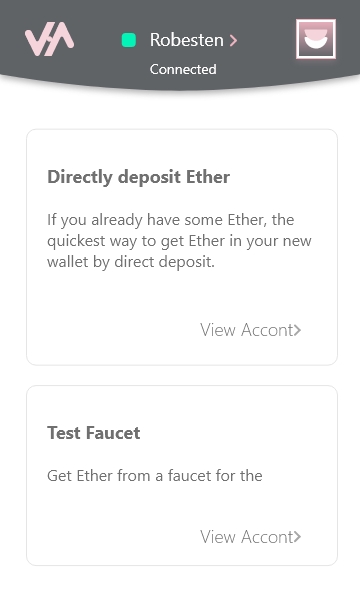 Robesten
Connected
Directly deposit Ether
If you already have some Ether, the
quickest way to get Ether in your new
wallet by direct deposit.
View Accont
Test Faucet
Get Ether from a faucet for the
View Accont